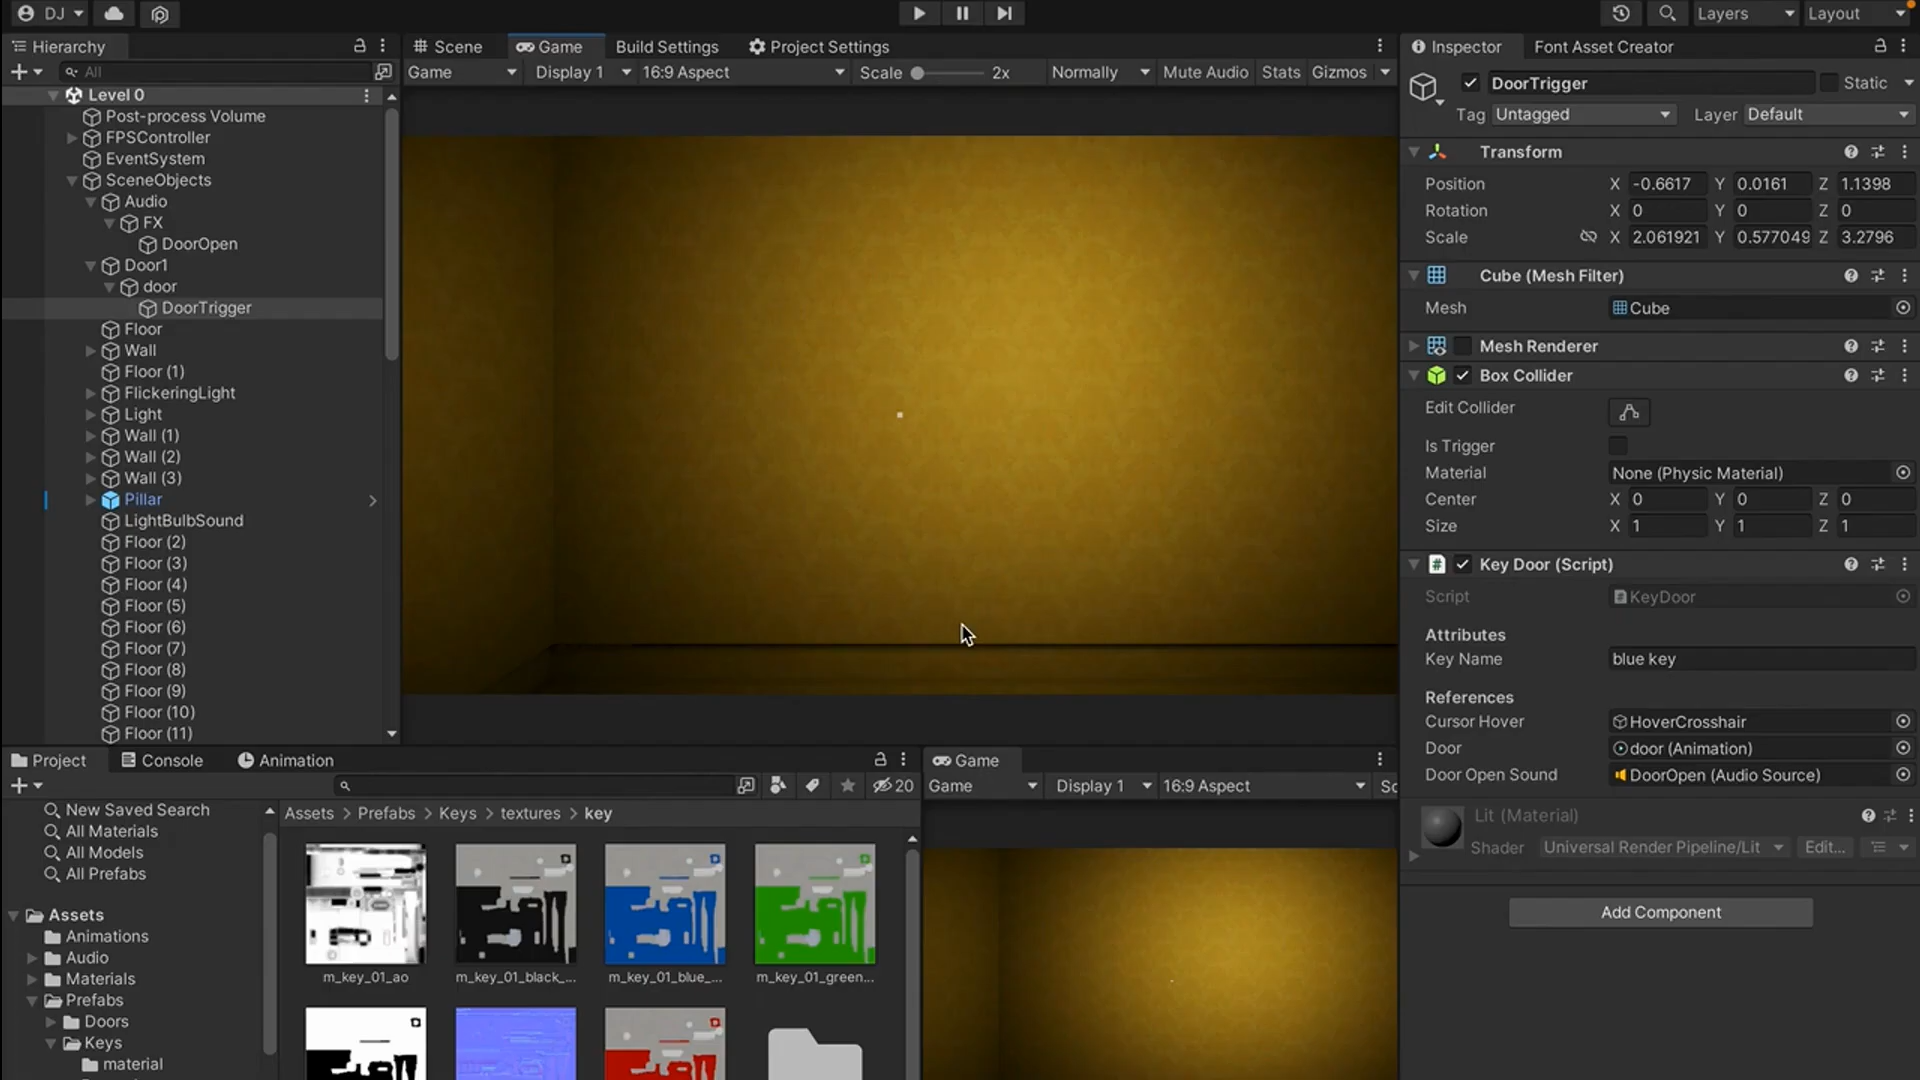 DJ
Layers
Layout
Hierarchy
Scene
Game
Build Settings
Project Settings
Inspector
Font Asset Creator
All
Game
Display 1
16:9 Aspect
Scale
2x
Normally
Mute Audio
Stats
Gizmos
Level 0
Post-process Volume
FPSController
EventSystem
SceneObjects
Audio
FX
DoorOpen
Door1
door
DoorTrigger
Floor
Wall
Floor (1)
FlickeringLight
Light
Wall (1)
Wall (2)
Wall (3)
Pillar
LightBulbSound
Floor (2)
Floor (3)
Floor (4)
Floor (5)
Floor (6)
Floor (7)
Floor (8)
Floor (9)
Floor (10)
Floor (11)
DoorTrigger
Static
Tag Untagged Layer Default
Transform
Position X -0.6617 Y 0.0161 Z 1.1398
Rotation X 0 Y 0 Z 0
Scale X 2.061921 Y 0.577049 Z 3.2796
Cube (Mesh Filter)
Mesh Cube
Mesh Renderer
Box Collider
Edit Collider
Is Trigger
Material None (Physic Material)
Center X 0 Y 0 Z 0
Size X 1 Y 1 Z 1
Key Door (Script)
Script KeyDoor
Attributes
Key Name blue key
References
Cursor Hover HoverCrosshair
Door door (Animation)
Door Open Sound DoorOpen (Audio Source)
Lit (Material)
Shader Universal Render Pipeline/Lit Edit...
Add Component
Project
Console
Animation
20
New Saved Search
All Materials
All Models
All Prefabs
Assets
Animations
Audio
Materials
Prefabs
Doors
Keys
material
Assets > Prefabs > Keys > textures > key
m_key_01_ao
m_key_01_black_...
m_key_01_blue_...
m_key_01_green...
Game
Game
Display 1
16:9 Aspect
Sc